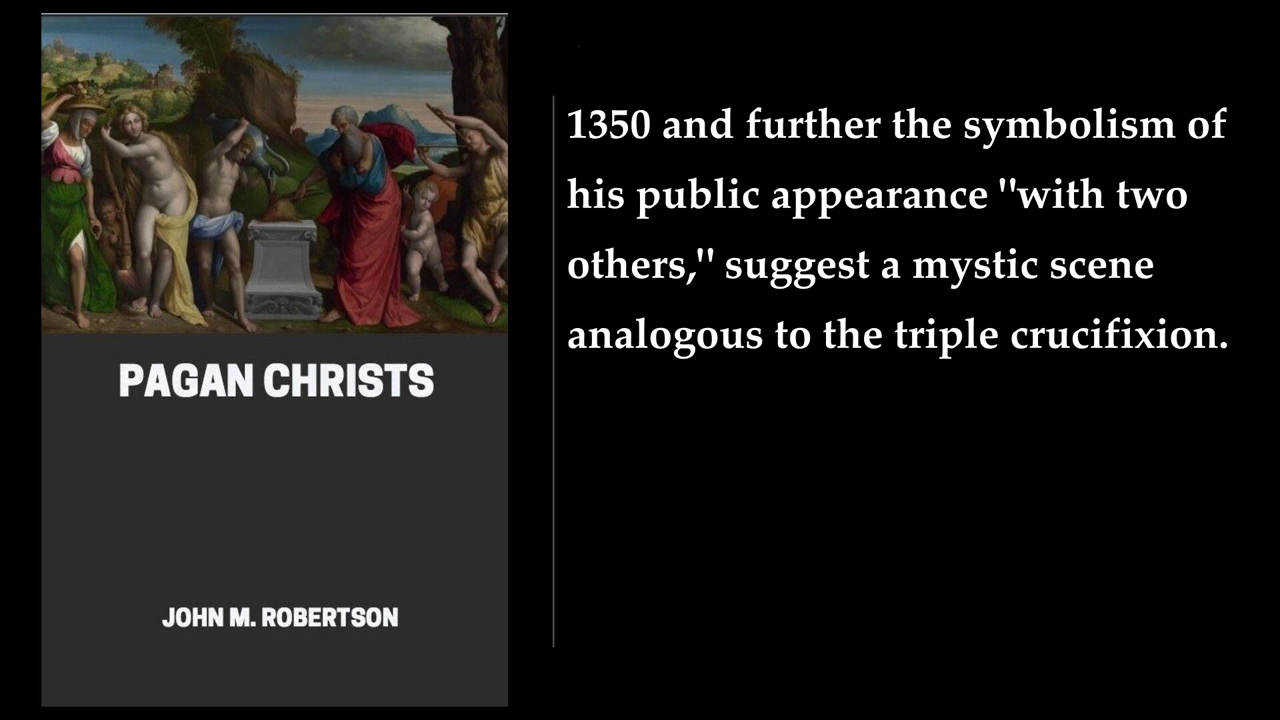 PAGAN CHRISTS
JOHN M. ROBERTSON
1350 and further the symbolism of
his public appearance "with two
others," suggest a mystic scene
analogous to the triple crucifixion.